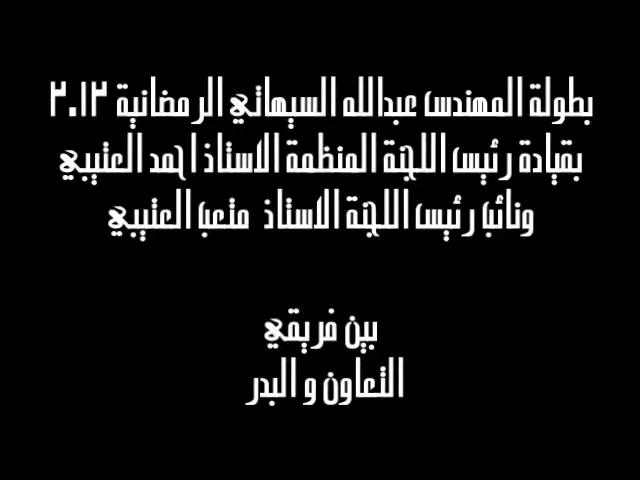 بطولة المهندس عبدالله السيهاتي الرمضانية ٢٠١٢
بقيادة رئيس اللجنة المنظمة الاستاذ احمد العتيبي
ونائب رئيس اللجنة الاستاذ متعب العتيبي
بين فريقي
التعاون و البدر